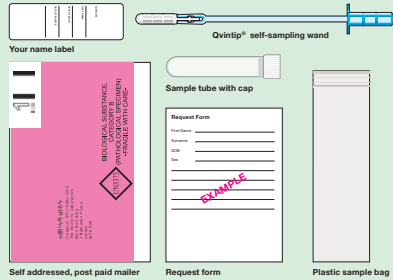 Your name label
Qvintip® self-sampling wand
Sample tube with cap
BIOLOGICAL SUBSTANCE,
CATEGORY B
(PATHOLOGICAL SPECIMEN)
-FRAGILE WITH CARE-
UN3373
Request Form
First Name
Surname
DOB
Sex
EXAMPLE
Self addressed, post paid mailer
Request form
Plastic sample bag